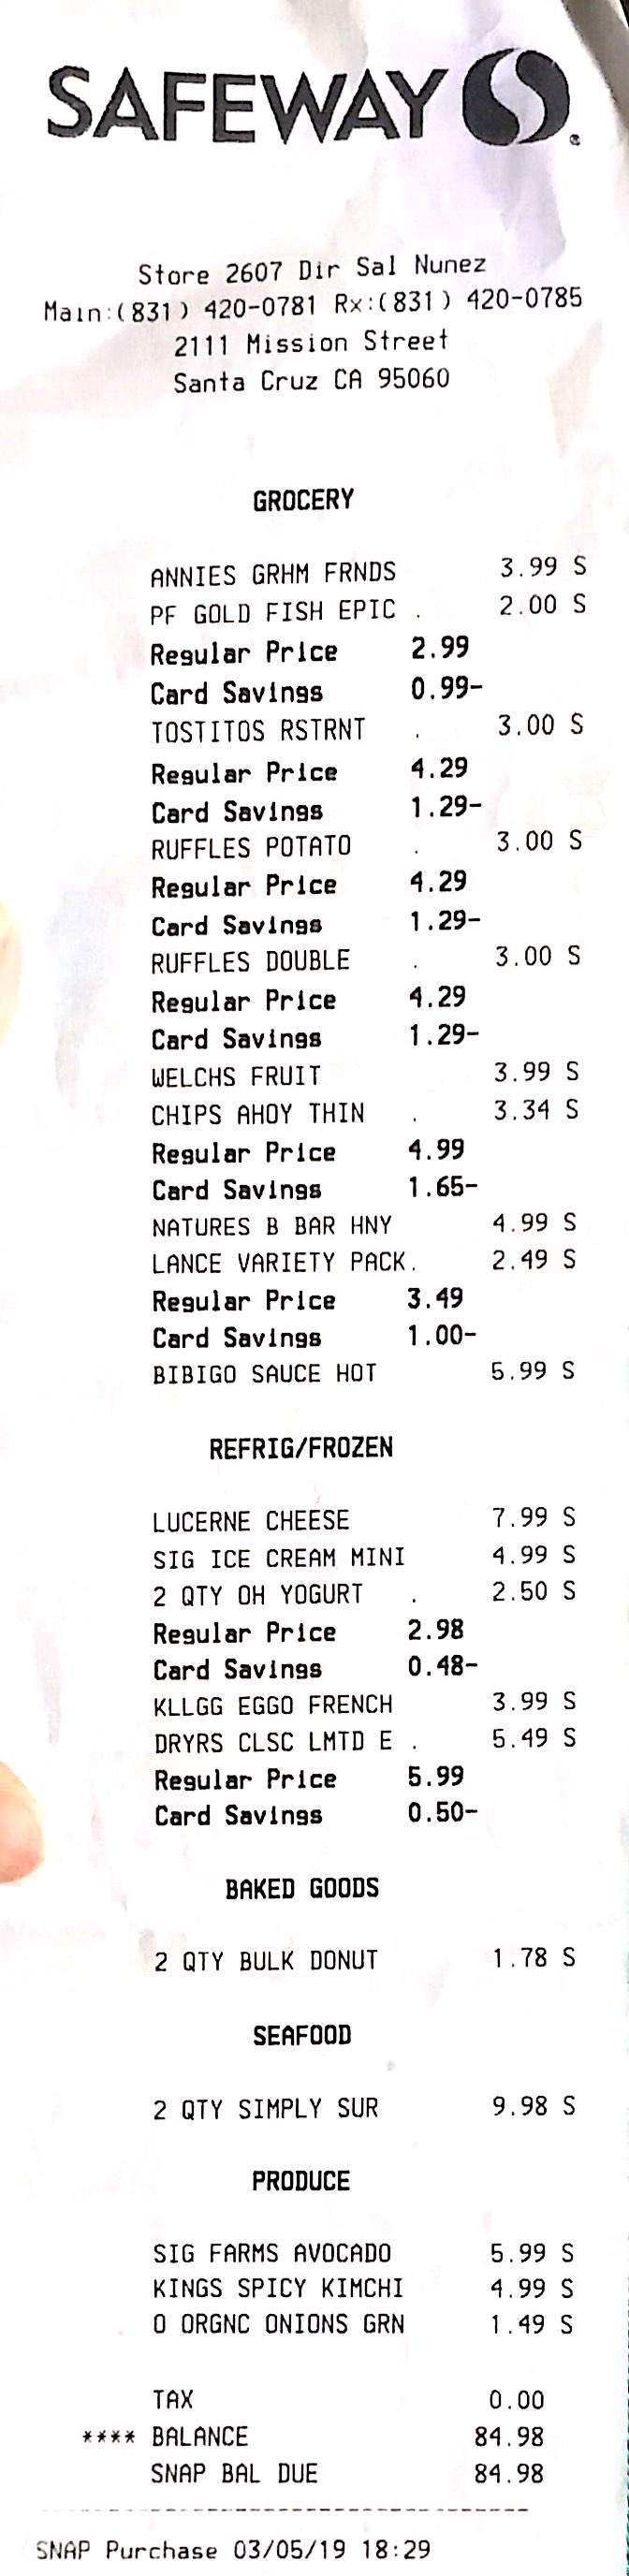 SAFEWAY
Store 2607 Dir Sal Nunez
Main:(831) 420-0781 Rx:(831) 420-0785
2111 Mission Street
Santa Cruz CA 95060
GROCERY
ANNIES GRHM FRNDS 3.99 S
PF GOLD FISH EPIC . 2.00 S
Regular Price 2.99
Card Savings 0.99-
TOSTITOS RSTRNT . 3.00 S
Regular Price 4.29
Card Savings 1.29-
RUFFLES POTATO . 3.00 S
Regular Price 4.29
Card Savings 1.29-
RUFFLES DOUBLE . 3.00 S
Regular Price 4.29
Card Savings 1.29-
WELCHS FRUIT 3.99 S
CHIPS AHOY THIN . 3.34 S
Regular Price 4.99
Card Savings 1.65-
NATURES B BAR HNY 4.99 S
LANCE VARIETY PACK. 2.49 S
Regular Price 3.49
Card Savings 1.00-
BIBIGO SAUCE HOT 5.99 S
REFRIG/FROZEN
LUCERNE CHEESE 7.99 S
SIG ICE CREAM MINI 4.99 S
2 QTY OH YOGURT . 2.50 S
Regular Price 2.98
Card Savings 0.48-
KLLGG EGGO FRENCH 3.99 S
DRYRS CLSC LMTD E . 5.49 S
Regular Price 5.99
Card Savings 0.50-
BAKED GOODS
2 QTY BULK DONUT 1.78 S
SEAFOOD
2 QTY SIMPLY SUR 9.98 S
PRODUCE
SIG FARMS AVOCADO 5.99 S
KINGS SPICY KIMCHI 4.99 S
O ORGNC ONIONS GRN 1.49 S
TAX 0.00
**** BALANCE 84.98
SNAP BAL DUE 84.98
SNAP Purchase 03/05/19 18:29